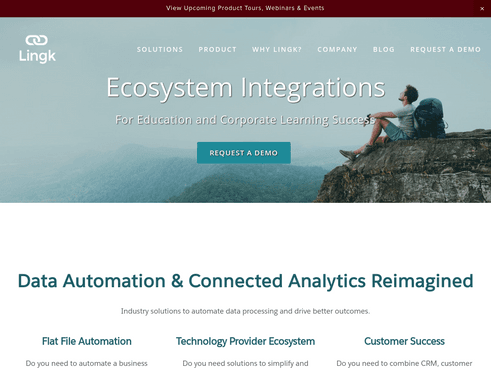 View Upcoming Product Tours, Webinars & Events
×
Lingk
SOLUTIONS PRODUCT WHY LINGK? COMPANY BLOG REQUEST A DEMO
Ecosystem Integrations
For Education and Corporate Learning Success
REQUEST A DEMO
Data Automation & Connected Analytics Reimagined
Industry solutions to automate data processing and drive better outcomes.
Flat File Automation Technology Provider Ecosystem Customer Success
Do you need to automate a business Do you need solutions to simplify and Do you need to combine CRM, customer